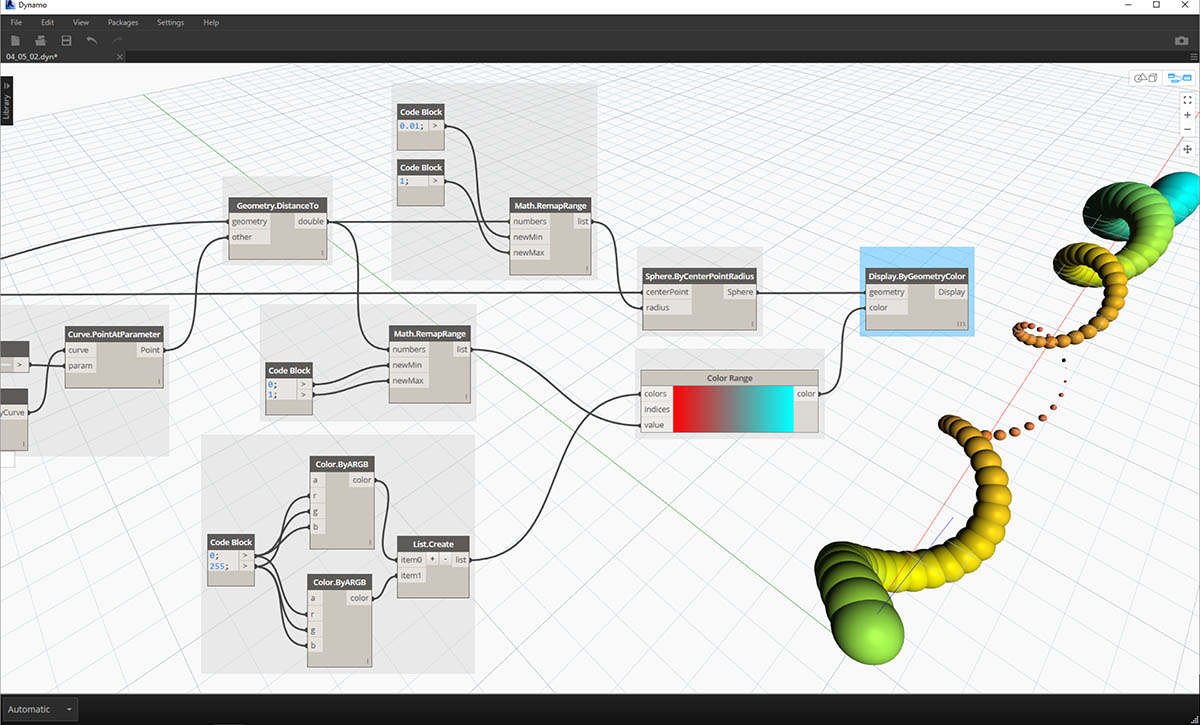 Dynamo
File Edit View Packages Settings Help
04_05_02.dyn*
Library
Code Block
0.01; >
Code Block
1; >
Geometry.DistanceTo
geometry double
other
Math.RemapRange
numbers list
newMin
newMax
Sphere.ByCenterPointRadius
centerPoint Sphere
radius
Display.ByGeometryColor
geometry Display
color
Curve.PointAtParameter
curve Point
param
>
yCurve
Math.RemapRange
numbers list
newMin
newMax
Code Block
0; >
1; >
Color Range
colors color
indices
value
Color.ByARGB
a color
r
g
b
Code Block
0; >
255; >
List.Create
item0 + - list
item1
Color.ByARGB
a color
r
g
b
Automatic